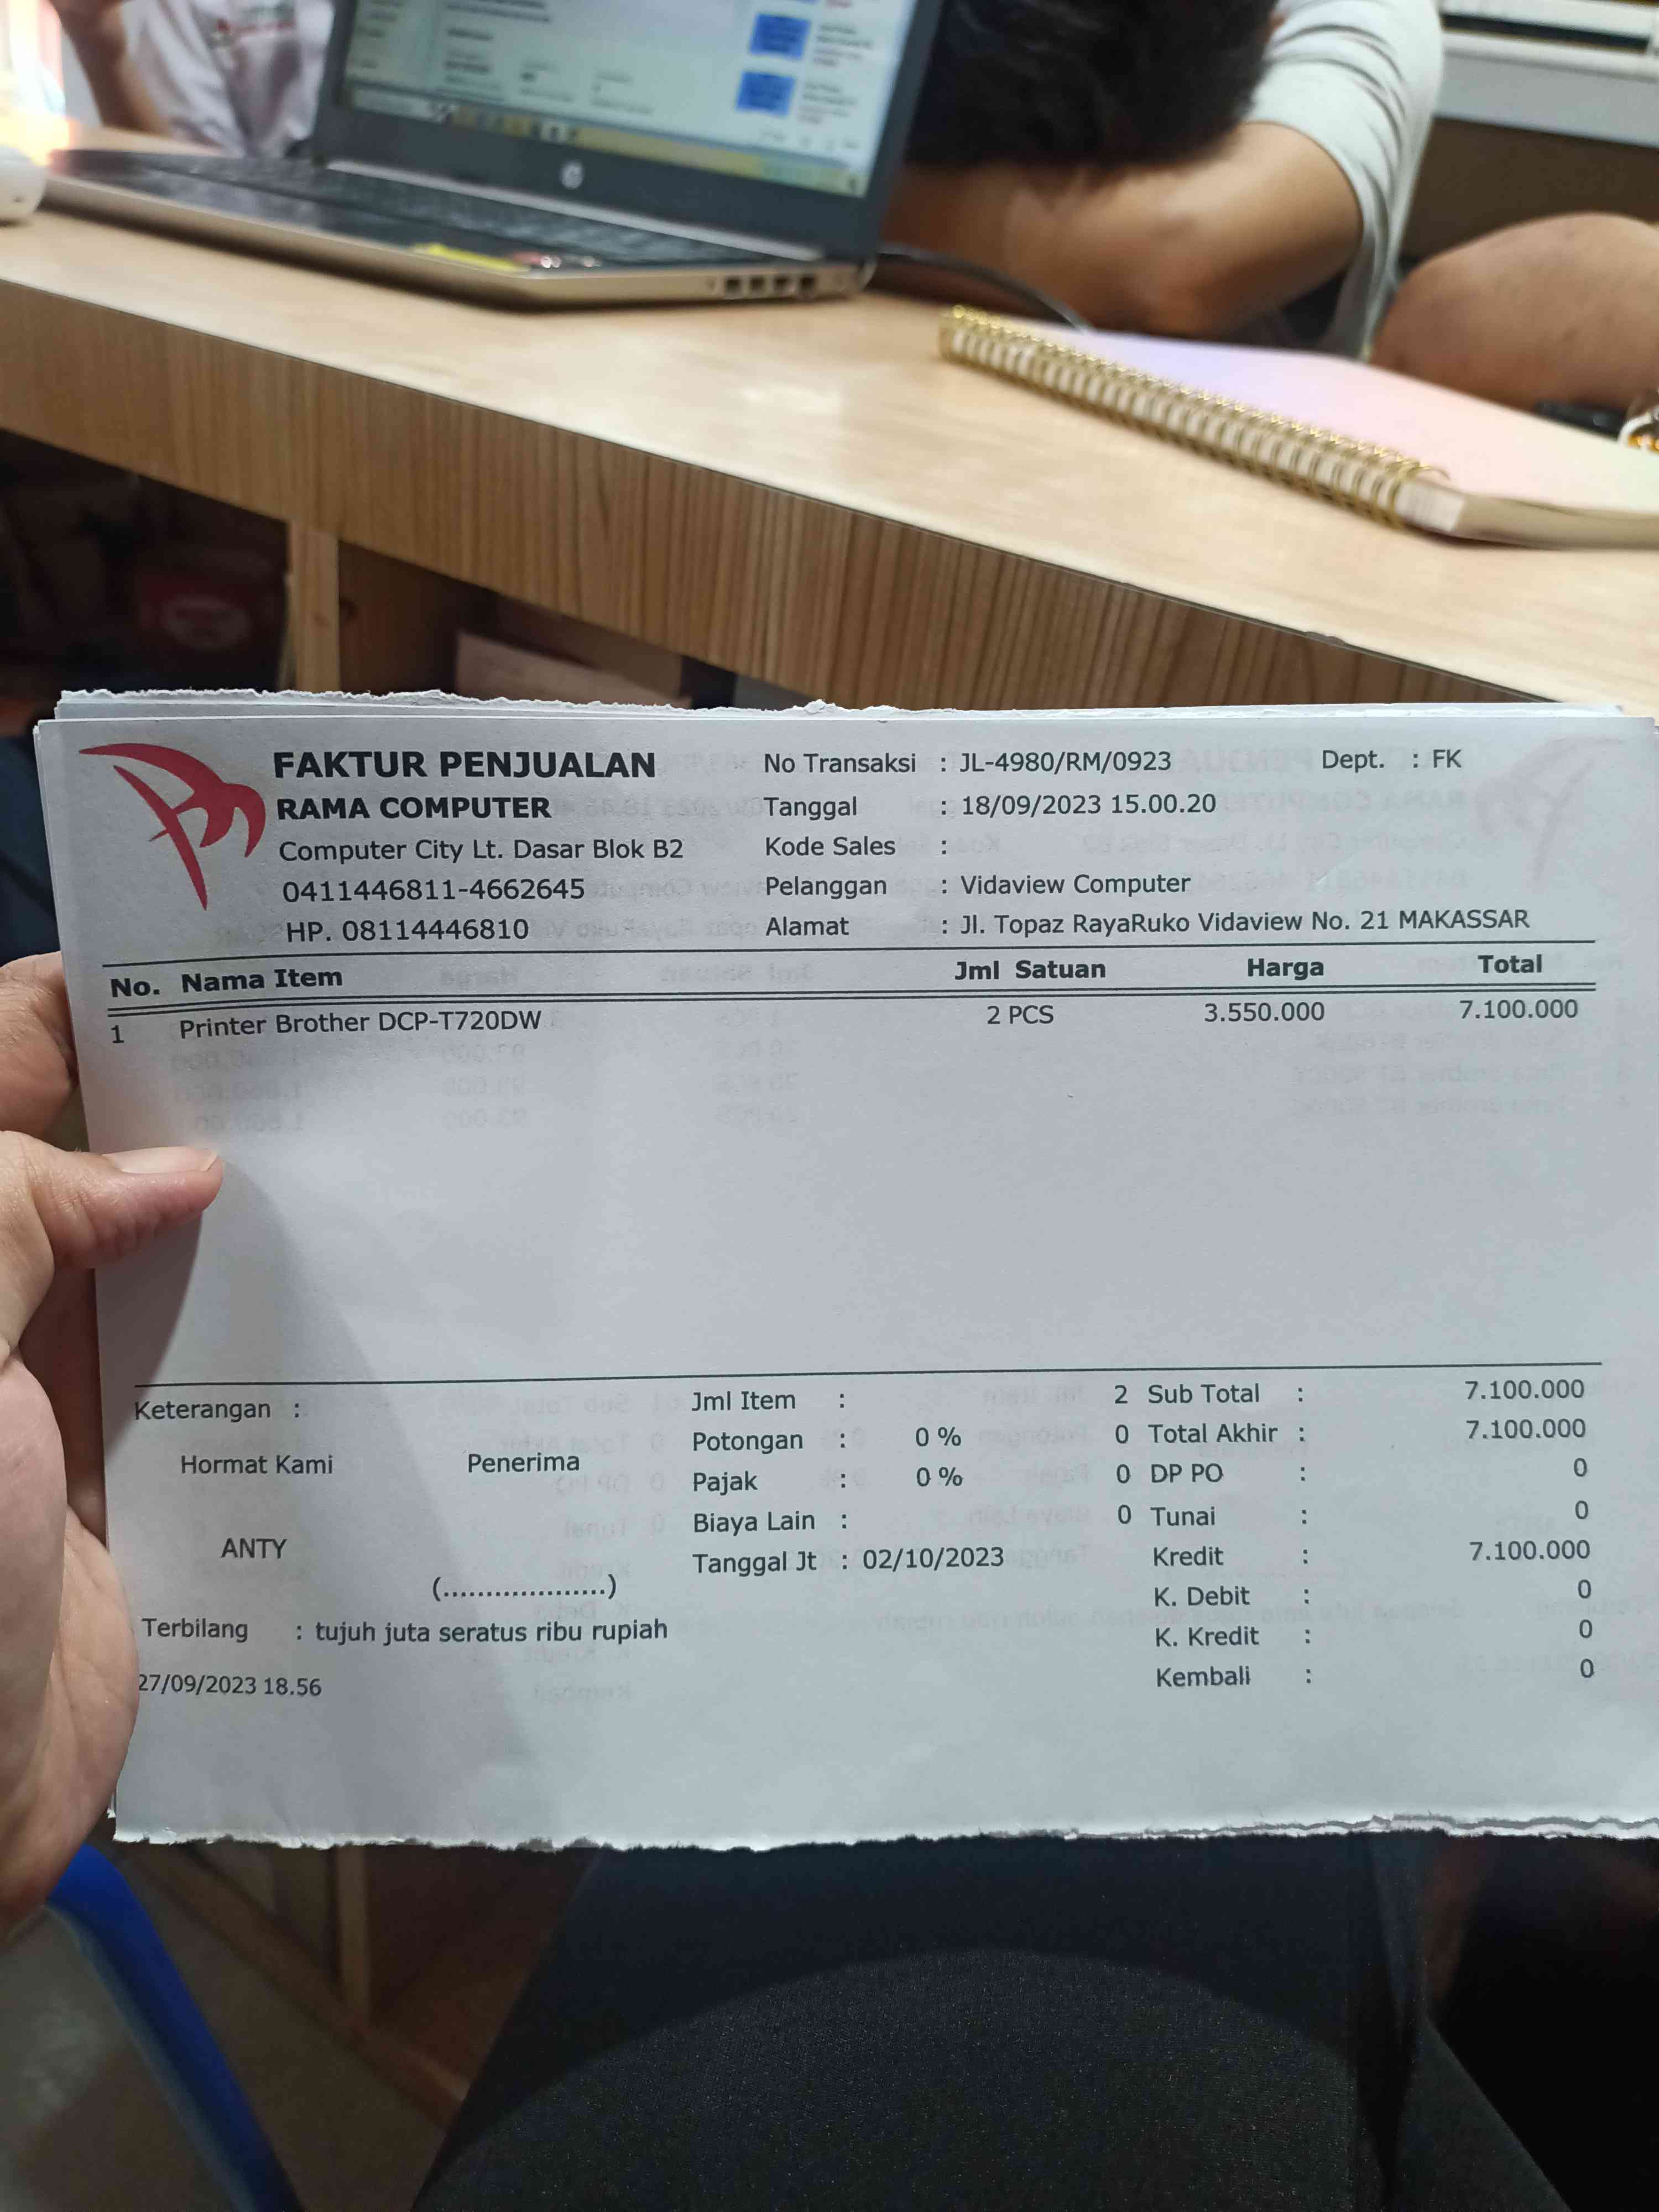 FAKTUR PENJUALAN
RAMA COMPUTER
Computer City Lt. Dasar Blok B2
0411446811-4662645
HP. 08114446810
No Transaksi : JL-4980/RM/0923 Dept. : FK
Tanggal : 18/09/2023 15.00.20
Kode Sales :
Pelanggan : Vidaview Computer
Alamat : Jl. Topaz RayaRuko Vidaview No. 21 MAKASSAR
No. Nama Item Jml Satuan Harga Total
1 Printer Brother DCP-T720DW 2 PCS 3.550.000 7.100.000
Keterangan :
Hormat Kami Penerima
ANTY
(...................)
Jml Item : 2
Potongan : 0 % 0
Pajak : 0 % 0
Biaya Lain : 0
Tanggal Jt : 02/10/2023
Sub Total : 7.100.000
Total Akhir : 7.100.000
DP PO : 0
Tunai : 0
Kredit : 7.100.000
K. Debit : 0
K. Kredit : 0
Kembali : 0
Terbilang : tujuh juta seratus ribu rupiah
27/09/2023 18.56